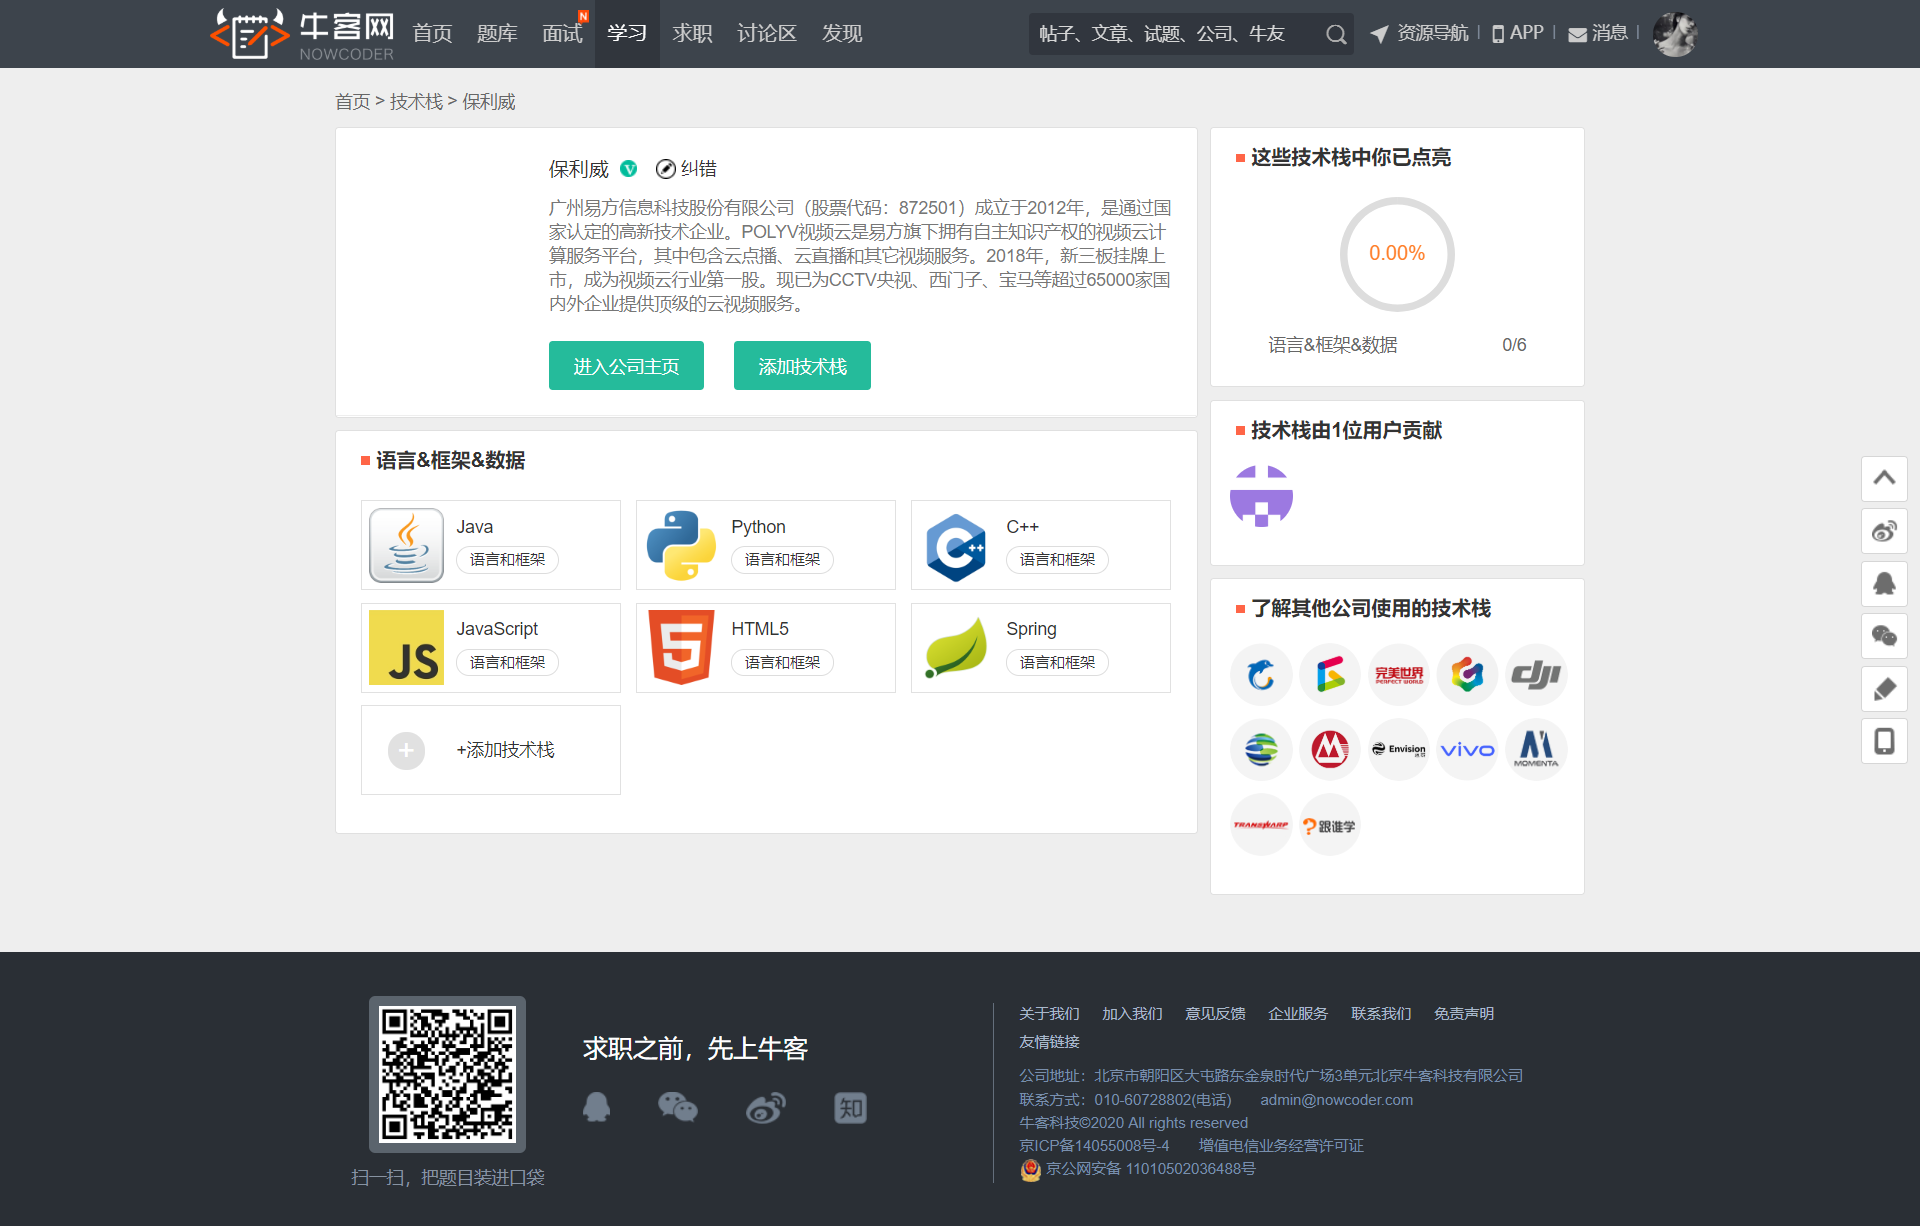 牛客网
NOWCODER
首页 题库 面试 N 学习 求职 讨论区 发现
帖子、文章、试题、公司、牛友
资源导航 APP 消息
首页 > 技术栈 > 保利威
保利威 V 纠错
广州易方信息科技股份有限公司（股票代码：872501）成立于2012年，是通过国
家认定的高新技术企业。POLYV视频云是易方旗下拥有自主知识产权的视频云计
算服务平台，其中包含云点播、云直播和其它视频服务。2018年，新三板挂牌上
市，成为视频云行业第一股。现已为CCTV央视、西门子、宝马等超过65000家国
内外企业提供顶级的云视频服务。
进入公司主页 添加技术栈
语言&框架&数据
Java
语言和框架
Python
语言和框架
C++
语言和框架
JS
JavaScript
语言和框架
5
HTML5
语言和框架
Spring
语言和框架
+添加技术栈
这些技术栈中你已点亮
0.00%
语言&框架&数据 0/6
技术栈由1位用户贡献
了解其他公司使用的技术栈
完美世界
PERFECT WORLD
dji
Envision
vivo
MOMENTA
TRANSWARP
跟谁学
扫一扫，把题目装进口袋
求职之前，先上牛客
知
关于我们 加入我们 意见反馈 企业服务 联系我们 免责声明
友情链接
公司地址：北京市朝阳区大屯路东金泉时代广场3单元北京牛客科技有限公司
联系方式：010-60728802(电话) admin@nowcoder.com
牛客科技©2020 All rights reserved
京ICP备14055008号-4 增值电信业务经营许可证
京公网安备 11010502036488号